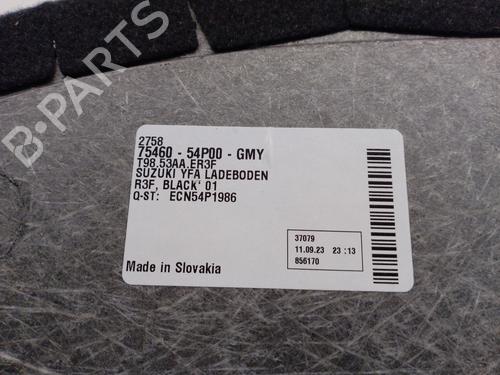 2758
75460 - 54P00 - GMY
T98.53AA.ER3F
SUZUKI YFA LADEBODEN
R3F, BLACK' 01
Q-ST: ECN54P1986
37079
11.09.23 23:13
856170
Made in Slovakia
B-PARTS